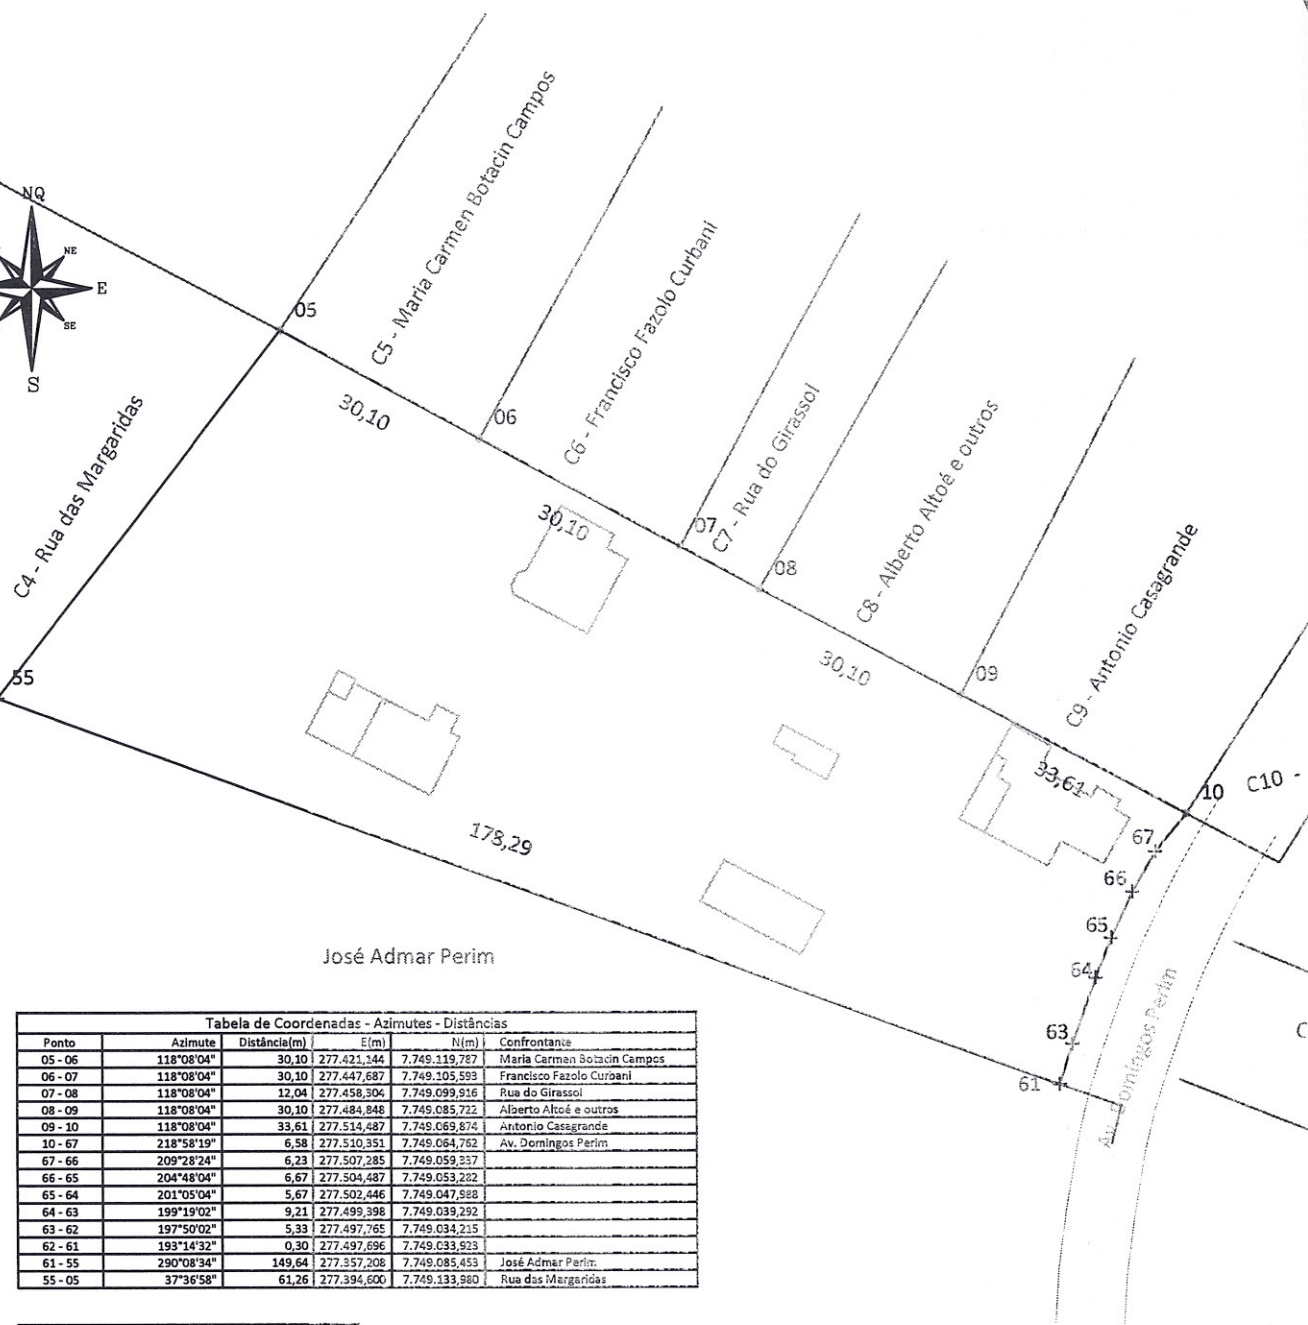 NQ
NE
E
SE
S
05
C5 - Maria Carmen Botacin Campos
30,10
06
C6 - Francisco Fazolo Curbani
30,10
07
C7 - Rua do Girassol
08
C8 - Alberto Altoé e outros
30,10
09
C9 - Antonio Casagrande
33,61
10
C10 -
C4 - Rua das Margaridas
55
178,29
67
66
65
64
63
61
Av. Domingos Perim
C
José Admar Perim
Tabela de Coordenadas - Azimutes - Distâncias
Ponto Azimute Distância(m) E(m) N(m) Confrontante
05 - 06 118°08'04" 30,10 277.421,144 7.749.119,787 Maria Carmen Botacin Campos
06 - 07 118°08'04" 30,10 277.447,687 7.749.105,593 Francisco Fazolo Curbani
07 - 08 118°08'04" 12,04 277.458,304 7.749.099,916 Rua do Girassol
08 - 09 118°08'04" 30,10 277.484,848 7.749.085,722 Alberto Altoé e outros
09 - 10 118°08'04" 33,61 277.514,487 7.749.069,874 Antonio Casagrande
10 - 67 218°58'19" 6,58 277.510,351 7.749.064,762 Av. Domingos Perim
67 - 66 209°28'24" 6,23 277.507,285 7.749.059,337
66 - 65 204°48'04" 6,67 277.504,487 7.749.053,282
65 - 64 201°05'04" 5,67 277.502,446 7.749.047,988
64 - 63 199°19'02" 9,21 277.499,398 7.749.039,292
63 - 62 197°50'02" 5,33 277.497,765 7.749.034,215
62 - 61 193°14'32" 0,30 277.497,696 7.749.033,923
61 - 55 290°08'34" 149,64 277.357,208 7.749.085,453 José Admar Perim
55 - 05 37°36'58" 61,26 277.394,600 7.749.133,980 Rua das Margaridas